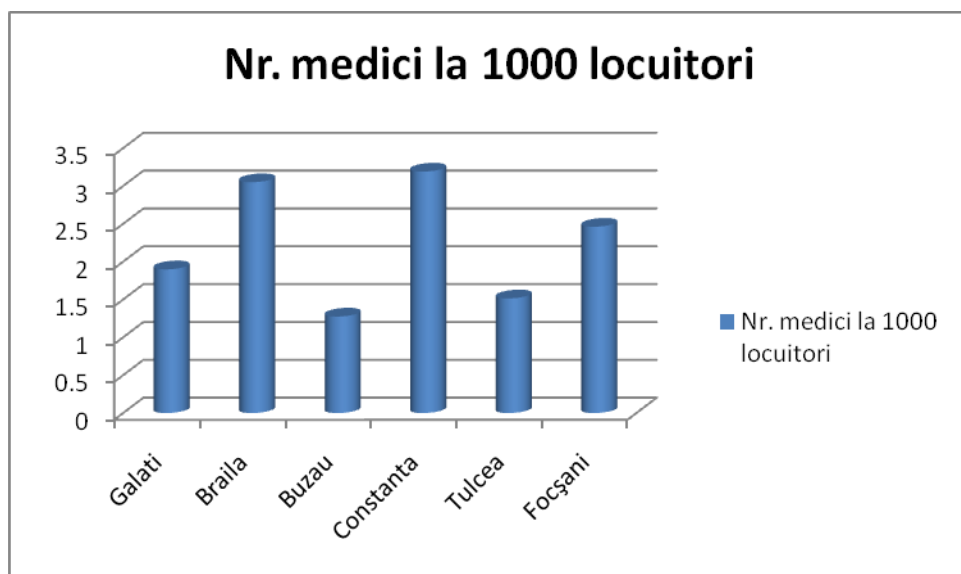 Nr. medici la 1000 locuitori
3.5
3
2.5
2
1.5
1
0.5
0
Galati
Braila
Buzau
Constanta
Tulcea
Focşani
Nr. medici la 1000
locuitori